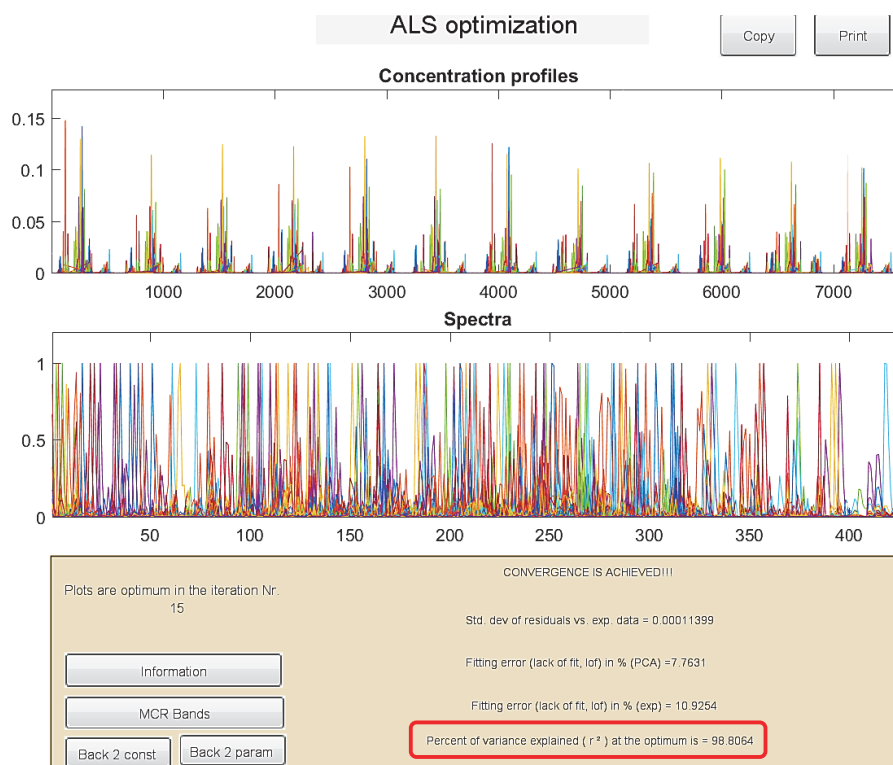 ALS optimization
Copy
Print
Concentration profiles
0.15
0.1
0.05
0
1000 2000 3000 4000 5000 6000 7000
Spectra
1
0.5
0
50 100 150 200 250 300 350 400
CONVERGENCE IS ACHIEVED!!!
Plots are optimum in the iteration Nr.
15
Std. dev of residuals vs. exp. data = 0.00011399
Information
Fitting error (lack of fit, lof) in % (PCA) =7.7631
MCR Bands
Fitting error (lack of fit, lof) in % (exp) = 10.9254
Back 2 const
Back 2 param
Percent of variance explained ( r ² ) at the optimum is = 98.8064